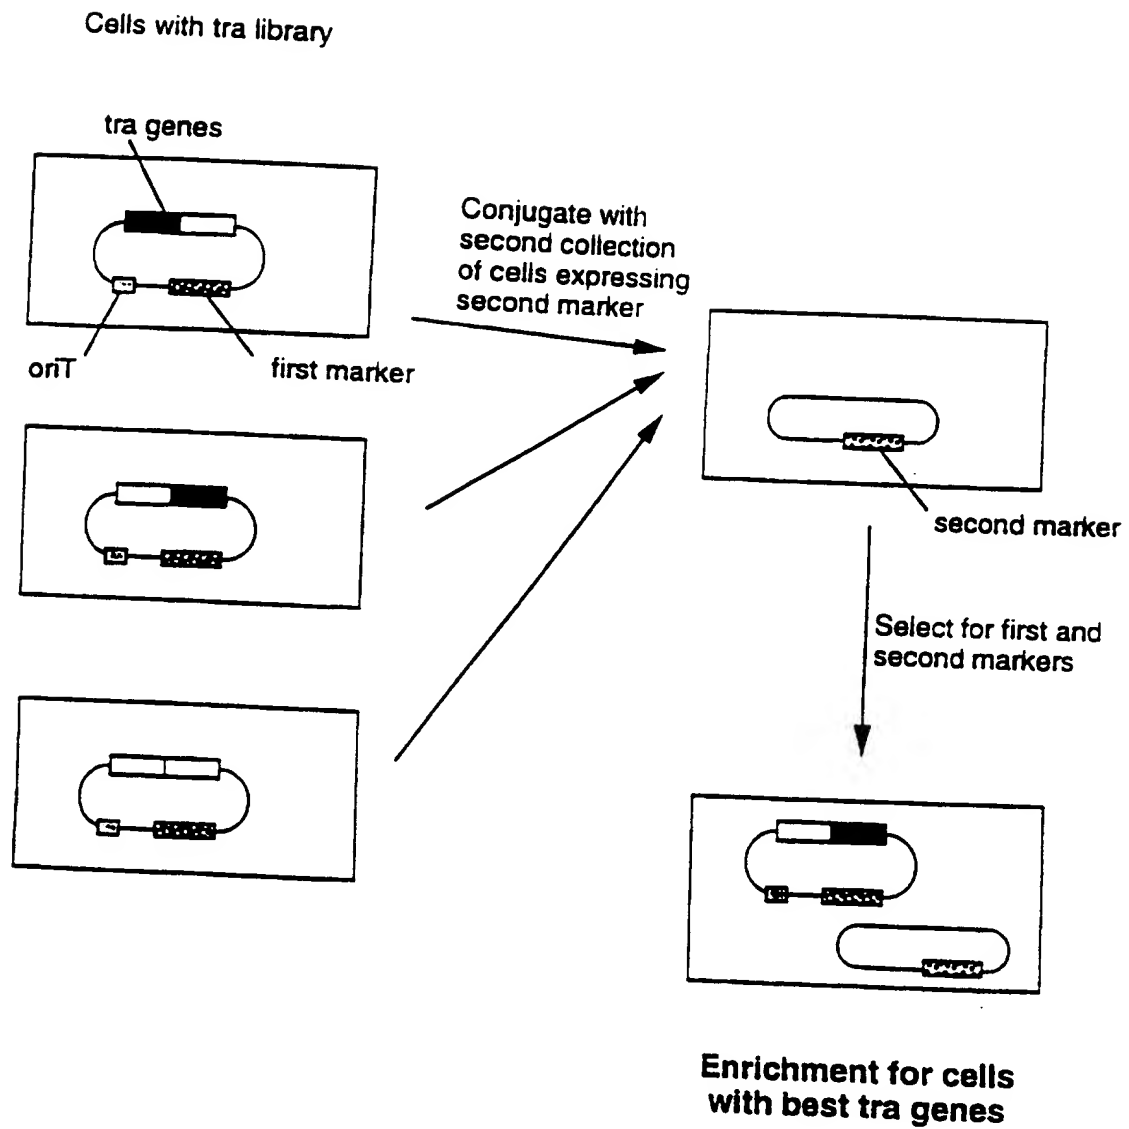 Cells with tra library
tra genes
Conjugate with
second collection
of cells expressing
second marker
oriT
first marker
second marker
Select for first and
second markers
Enrichment for cells
with best tra genes